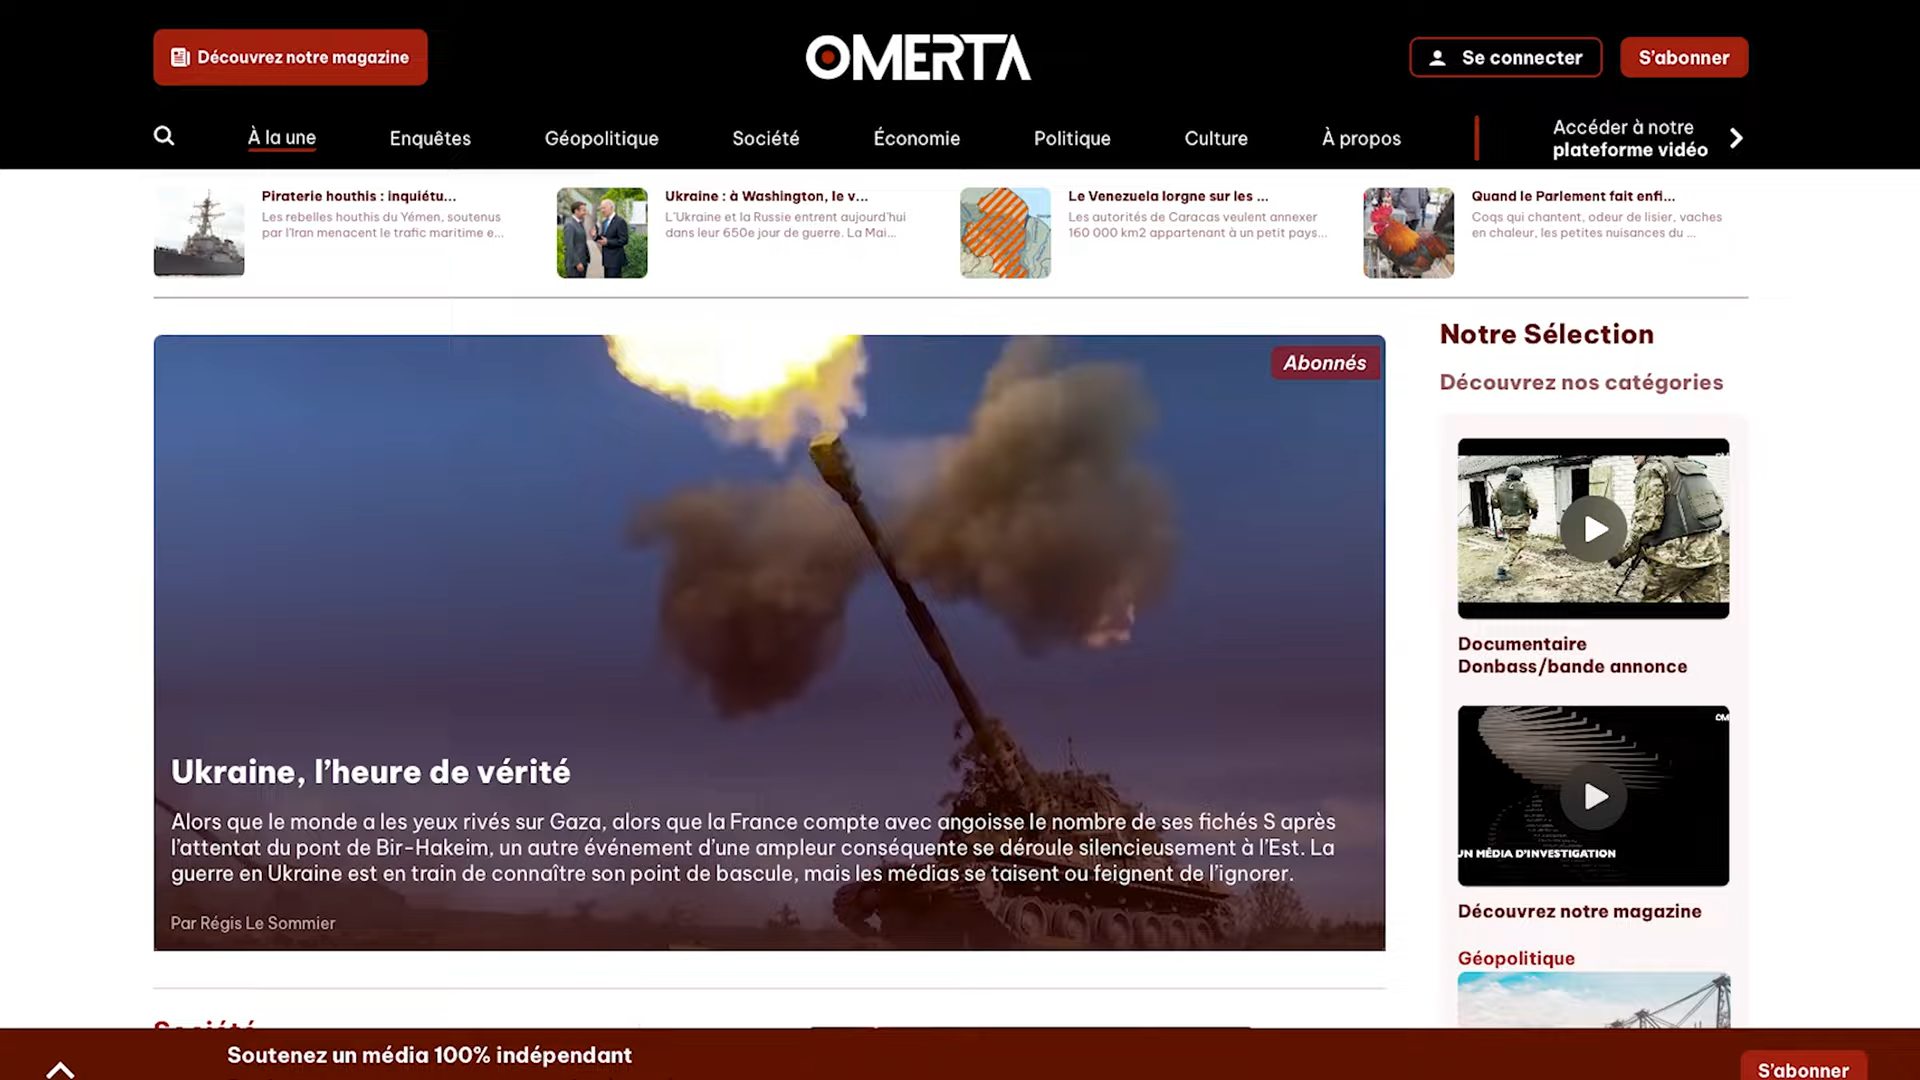 Découvrez notre magazine
OMERTA
Se connecter
S'abonner
À la une
Enquêtes
Géopolitique
Société
Économie
Politique
Culture
À propos
Accéder à notre
plateforme vidéo
Piraterie houthis : inquiétu...
Les rebelles houthis du Yémen, soutenus
par l'Iran menacent le trafic maritime e...
Ukraine : à Washington, le v...
L'Ukraine et la Russie entrent aujourd'hui
dans leur 650e jour de guerre. La Mai...
Le Venezuela lorgne sur les ...
Les autorités de Caracas veulent annexer
160 000 km2 appartenant à un petit pays...
Quand le Parlement fait enfi...
Coqs qui chantent, odeur de lisier, vaches
en chaleur, les petites nuisances du ...
Abonnés
Ukraine, l'heure de vérité
Alors que le monde a les yeux rivés sur Gaza, alors que la France compte avec angoisse le nombre de ses fichés S après
l'attentat du pont de Bir-Hakeim, un autre événement d'une ampleur conséquente se déroule silencieusement à l'Est. La
guerre en Ukraine est en train de connaître son point de bascule, mais les médias se taisent ou feignent de l'ignorer.
Par Régis Le Sommier
Notre Sélection
Découvrez nos catégories
Documentaire
Donbass/bande annonce
OM
UN MÉDIA D'INVESTIGATION
Découvrez notre magazine
Géopolitique
Société
Soutenez un média 100% indépendant
S'abonner